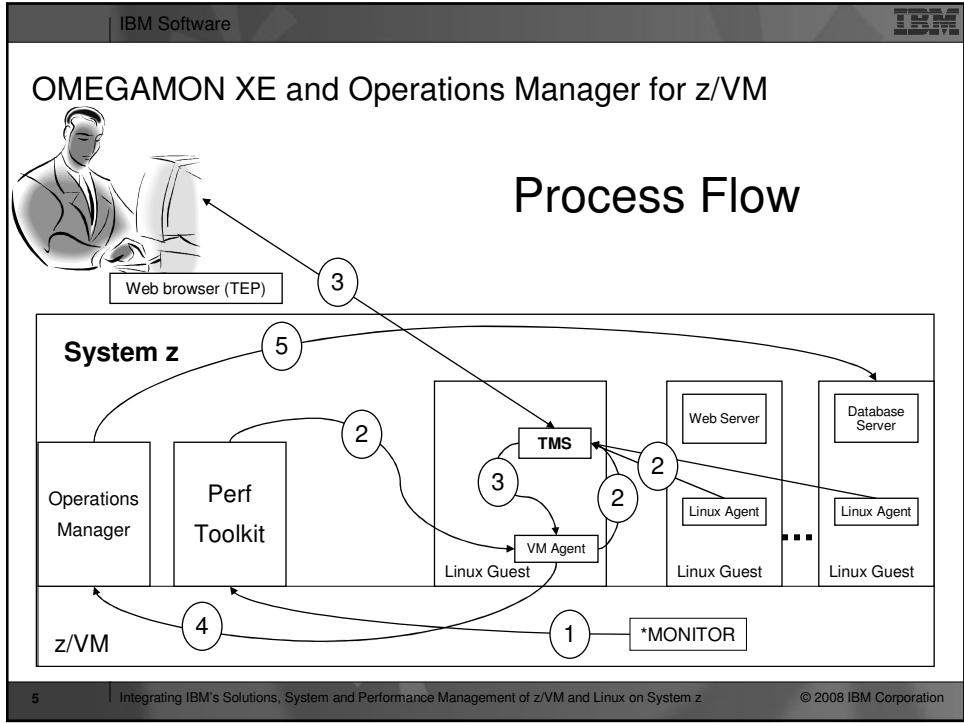 IBM Software
IBM
OMEGAMON XE and Operations Manager for z/VM
Process Flow
Web browser (TEP)
3
System z
5
Web Server
Database
Server
2
TMS
2
3
2
Operations
Manager
Perf
Toolkit
Linux Agent
Linux Agent
VM Agent
Linux Guest
Linux Guest
Linux Guest
4
1
*MONITOR
z/VM
5
Integrating IBM's Solutions, System and Performance Management of z/VM and Linux on System z
© 2008 IBM Corporation